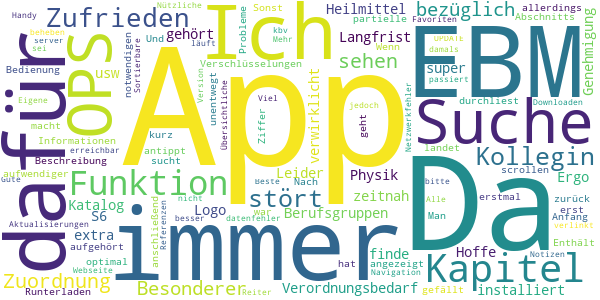 Handy
Nützliche
Zufrieden
Probleme
Sonst
Ich
Heilmittel
partielle
bezüglich
allerdings
Favoriten
Abschnitts
Genehmigung
beheben
server
sei
Und
kbv
Mehr
gehört
Langfrist
Wenn
UPDATE
damals
sehen
läuft
dafür
OPS
App
EBM
notwendigen
Sortierbare
Verschlüsselungen
Bedienung
usw
Version
Übersichtliche
unentwegt
verwirklicht
super
passiert
Eigene
Viel
Ziffer
jedoch
durchliest
Downloaden
macht
Informationen
erreichbar
kurz
geht
Netzwerkfehler
Suche
Beschreibung
antippt
sucht
landet
scrollen
Kollegin
aufwendiger
Gute
Funktion
Leider
Beste
Nach
Physik
Da
bitte
Ergo
zurück
Katalog
stört
zeitnah
Alle
erstmal
erst
S6
Logo
nicht
besser
war
Berufsgruppen
Man
Anfang
verlinkt
Aktualisierungen
extra
aufgehört
immer
anschließend
Referenzen
datenfehler
finde
Hoffe
Enthält
Notizen
optimal
Webseite
hat
angezeigt
Navigation
Kapitel
Zuordnung
Besonderer
Reiter
Verordnungsbedarf
gefällt
installiert
Runterladen